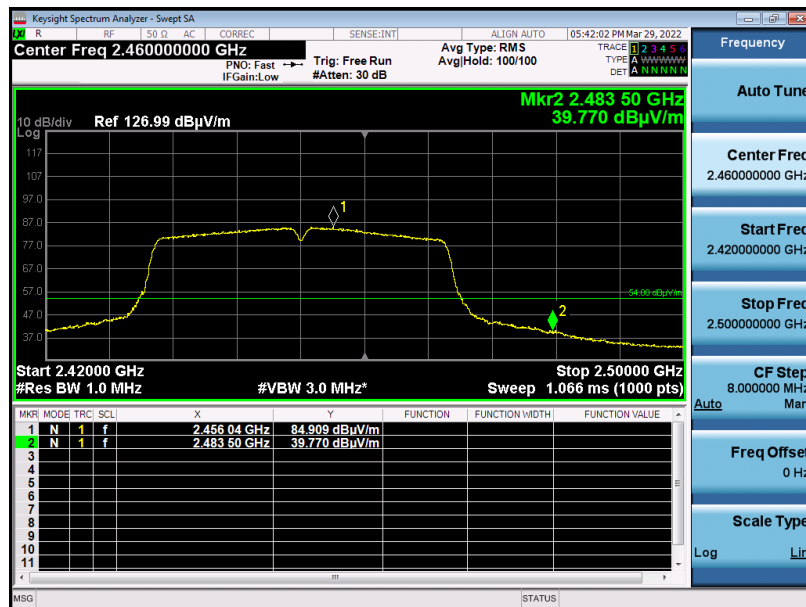 Keysight Spectrum Analyzer - Swept SA
LXI R RF 50 Ω AC CORREC SENSE:INT ALIGN AUTO 05:42:02 PM Mar 29, 2022
Center Freq 2.460000000 GHz
PNO: Fast
IFGain:Low
Trig: Free Run
#Atten: 30 dB
Avg Type: RMS
Avg|Hold: 100/100
TRACE 1 2 3 4 5 6
TYPE A WWWWW
DET A N N N N N
Mkr2 2.483 50 GHz
39.770 dBµV/m
10 dB/div Ref 126.99 dBµV/m
Log
117
107
97.0
87.0
77.0
67.0
57.0
47.0
37.0
1
2
54.00 dBµV/m
Start 2.42000 GHz Stop 2.50000 GHz
#Res BW 1.0 MHz #VBW 3.0 MHz* Sweep 1.066 ms (1000 pts)
MKR MODE TRC SCL X Y FUNCTION FUNCTION WIDTH FUNCTION VALUE
1 N 1 f 2.456 04 GHz 84.909 dBµV/m
2 N 1 f 2.483 50 GHz 39.770 dBµV/m
3
4
5
6
7
8
9
10
11
MSG STATUS
Frequency
Auto Tune
Center Freq
2.460000000 GHz
Start Freq
2.420000000 GHz
Stop Freq
2.500000000 GHz
CF Step
8.000000 MHz
Auto Man
Freq Offset
0 Hz
Scale Type
Log Lin